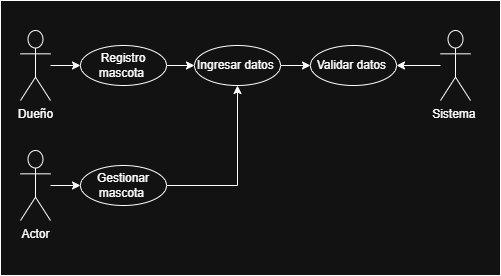 Registro
mascota
Ingresar datos
Validar datos
Dueño
Sistema
Gestionar
mascota
Actor